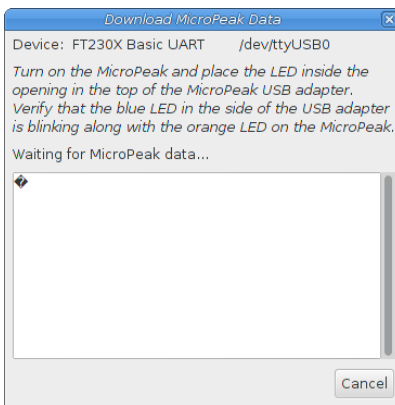 Download MicroPeak Data
Device: FT230X Basic UART /dev/ttyUSB0
Turn on the MicroPeak and place the LED inside the
opening in the top of the MicroPeak USB adapter.
Verify that the blue LED in the side of the USB adapter
is blinking along with the orange LED on the MicroPeak.
Waiting for MicroPeak data...
�
Cancel